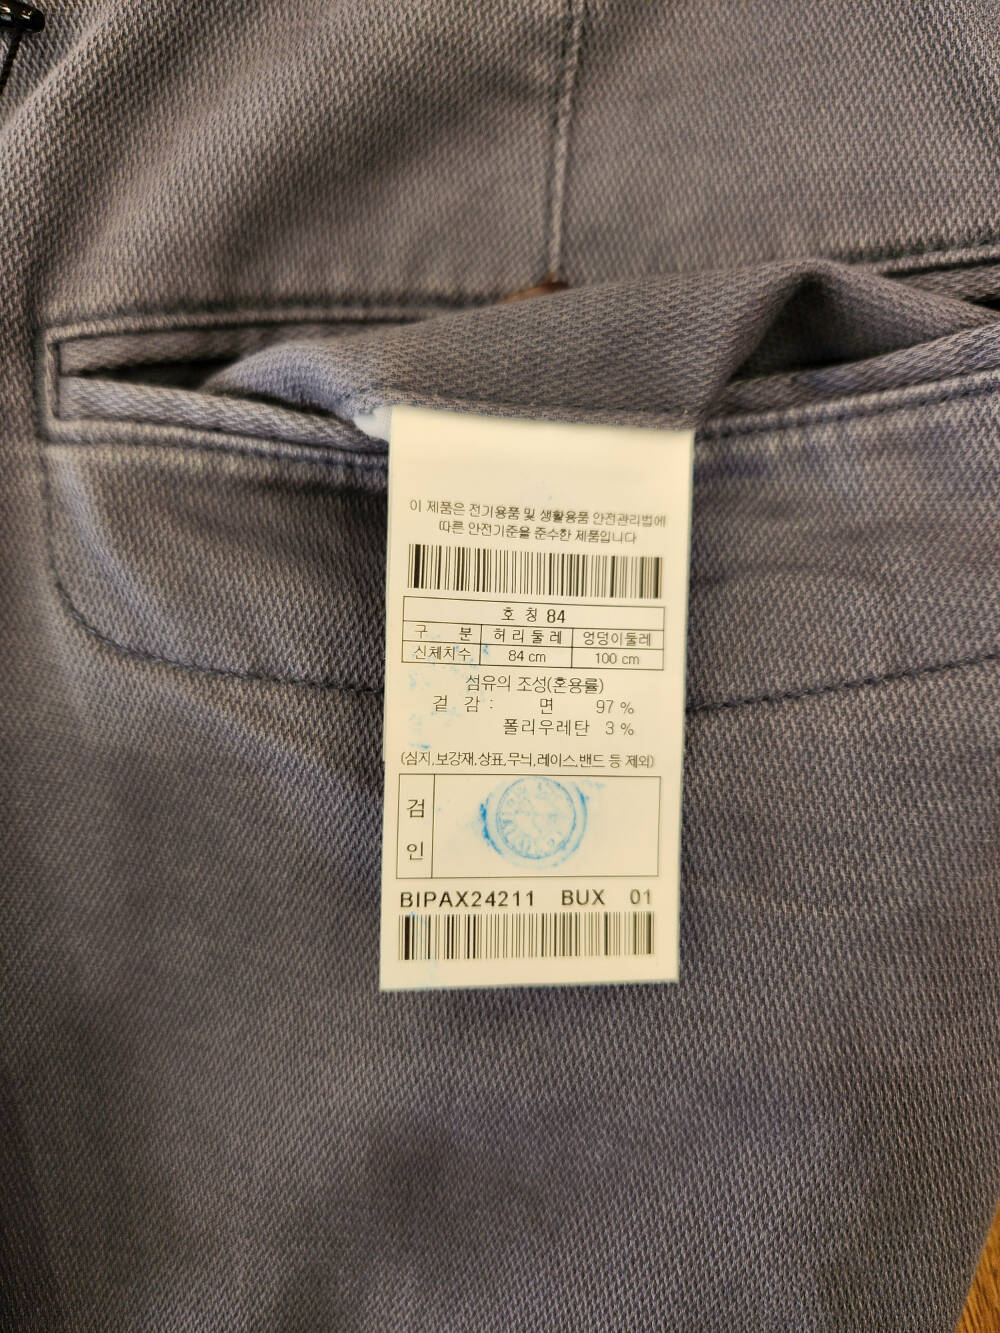 이 제품은 전기용품 및 생활용품 안전관리법에
따른 안전기준을 준수한 제품입니다
호 칭 84
구 분 허 리 둘 레 엉덩이둘레
신체치수 84 cm 100 cm
섬유의 조성(혼용률)
겉 감 : 면 97 %
폴리우레탄 3 %
(심지,보강재,상표,무늬,레이스,밴드 등 제외)
검
인
BIPAX24211 BUX 01